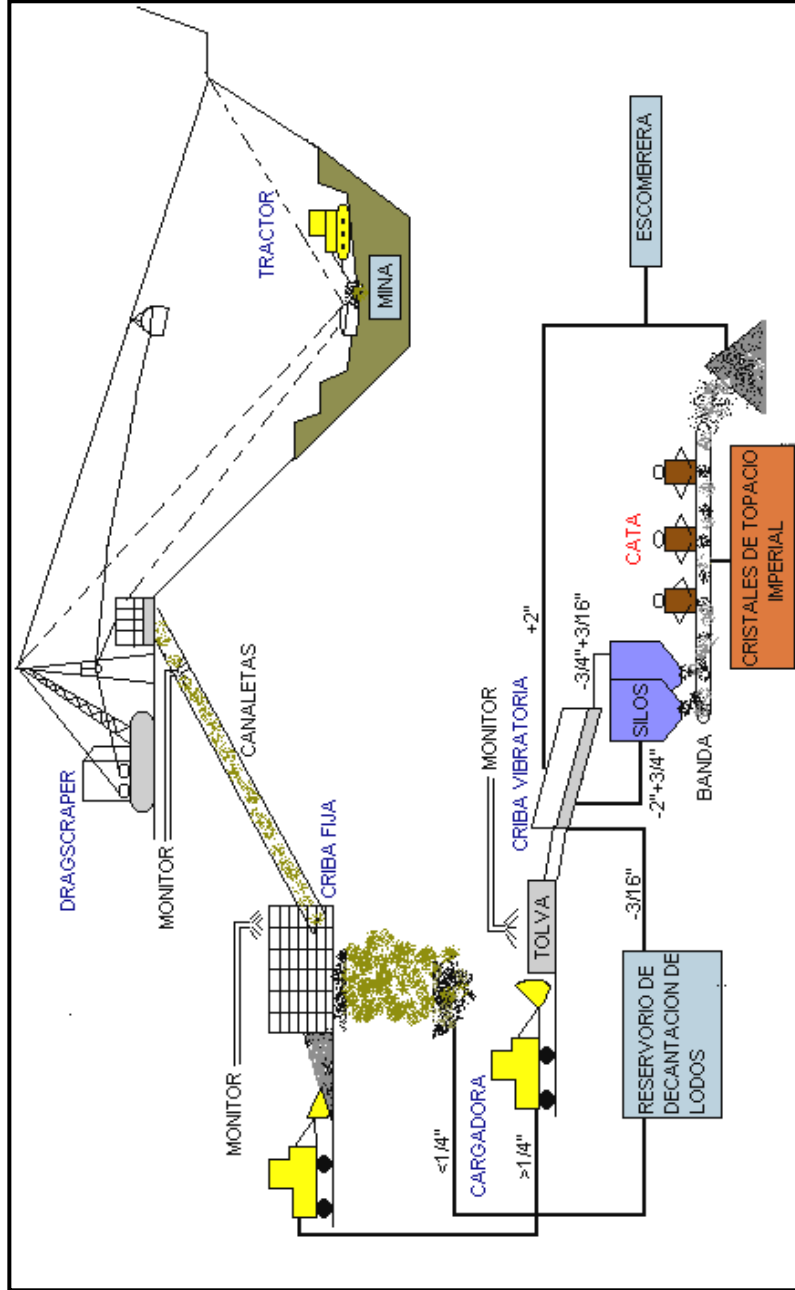 DRAGSCRAPER
TRACTOR
MINA
MONITOR
CANALETAS
MONITOR
CRIBA FIJA
<1/4"
CARGADORA
>1/4"
MONITOR
TOLVA
CRIBA VIBRATORIA
+2"
-3/4"+3/16"
CATA
SILOS
-2"+3/4"
BANDA
-3/16"
ESCOMBRERA
RESERVORIO DE
DECANTACION DE
LODOS
CRISTALES DE TOPACIO
IMPERIAL